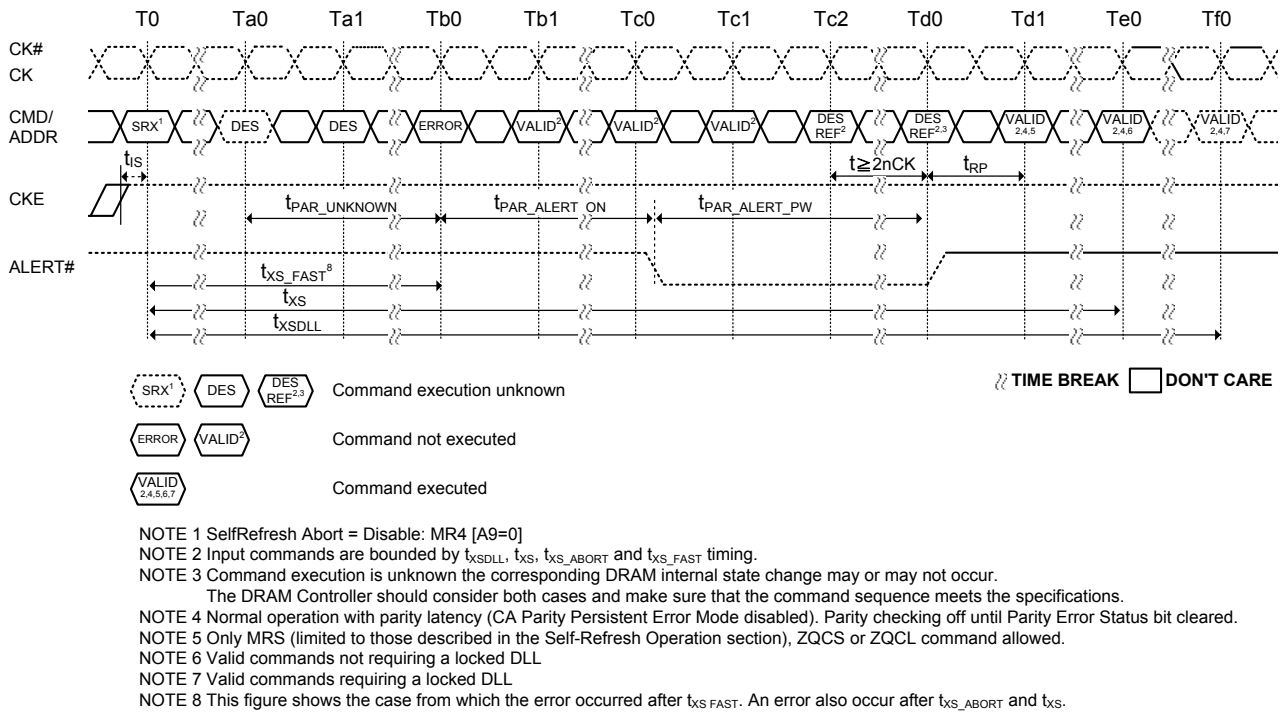 T0 Ta0 Ta1 Tb0 Tb1 Tc0 Tc1 Tc2 Td0 Td1 Te0 Tf0
CK#
CK
CMD/
ADDR
SRX1 DES DES ERROR VALID2 VALID2 VALID2 DES REF2 DES REF2,3 VALID 2,4,5 VALID 2,4,6 VALID 2,4,7
tIS t≧2nCK tRP
CKE
tPAR_UNKNOWN tPAR_ALERT_ON tPAR_ALERT_PW
ALERT#
tXS_FAST8
tXS
tXSDLL
SRX1 DES DES REF2,3 Command execution unknown
TIME BREAK DON'T CARE
ERROR VALID2 Command not executed
VALID 2,4,5,6,7 Command executed
NOTE 1 SelfRefresh Abort = Disable: MR4 [A9=0]
NOTE 2 Input commands are bounded by tXSDLL, tXS, tXS_ABORT and tXS_FAST timing.
NOTE 3 Command execution is unknown the corresponding DRAM internal state change may or may not occur.
The DRAM Controller should consider both cases and make sure that the command sequence meets the specifications.
NOTE 4 Normal operation with parity latency (CA Parity Persistent Error Mode disabled). Parity checking off until Parity Error Status bit cleared.
NOTE 5 Only MRS (limited to those described in the Self-Refresh Operation section), ZQCS or ZQCL command allowed.
NOTE 6 Valid commands not requiring a locked DLL
NOTE 7 Valid commands requiring a locked DLL
NOTE 8 This figure shows the case from which the error occurred after tXS FAST. An error also occur after tXS_ABORT and tXS.